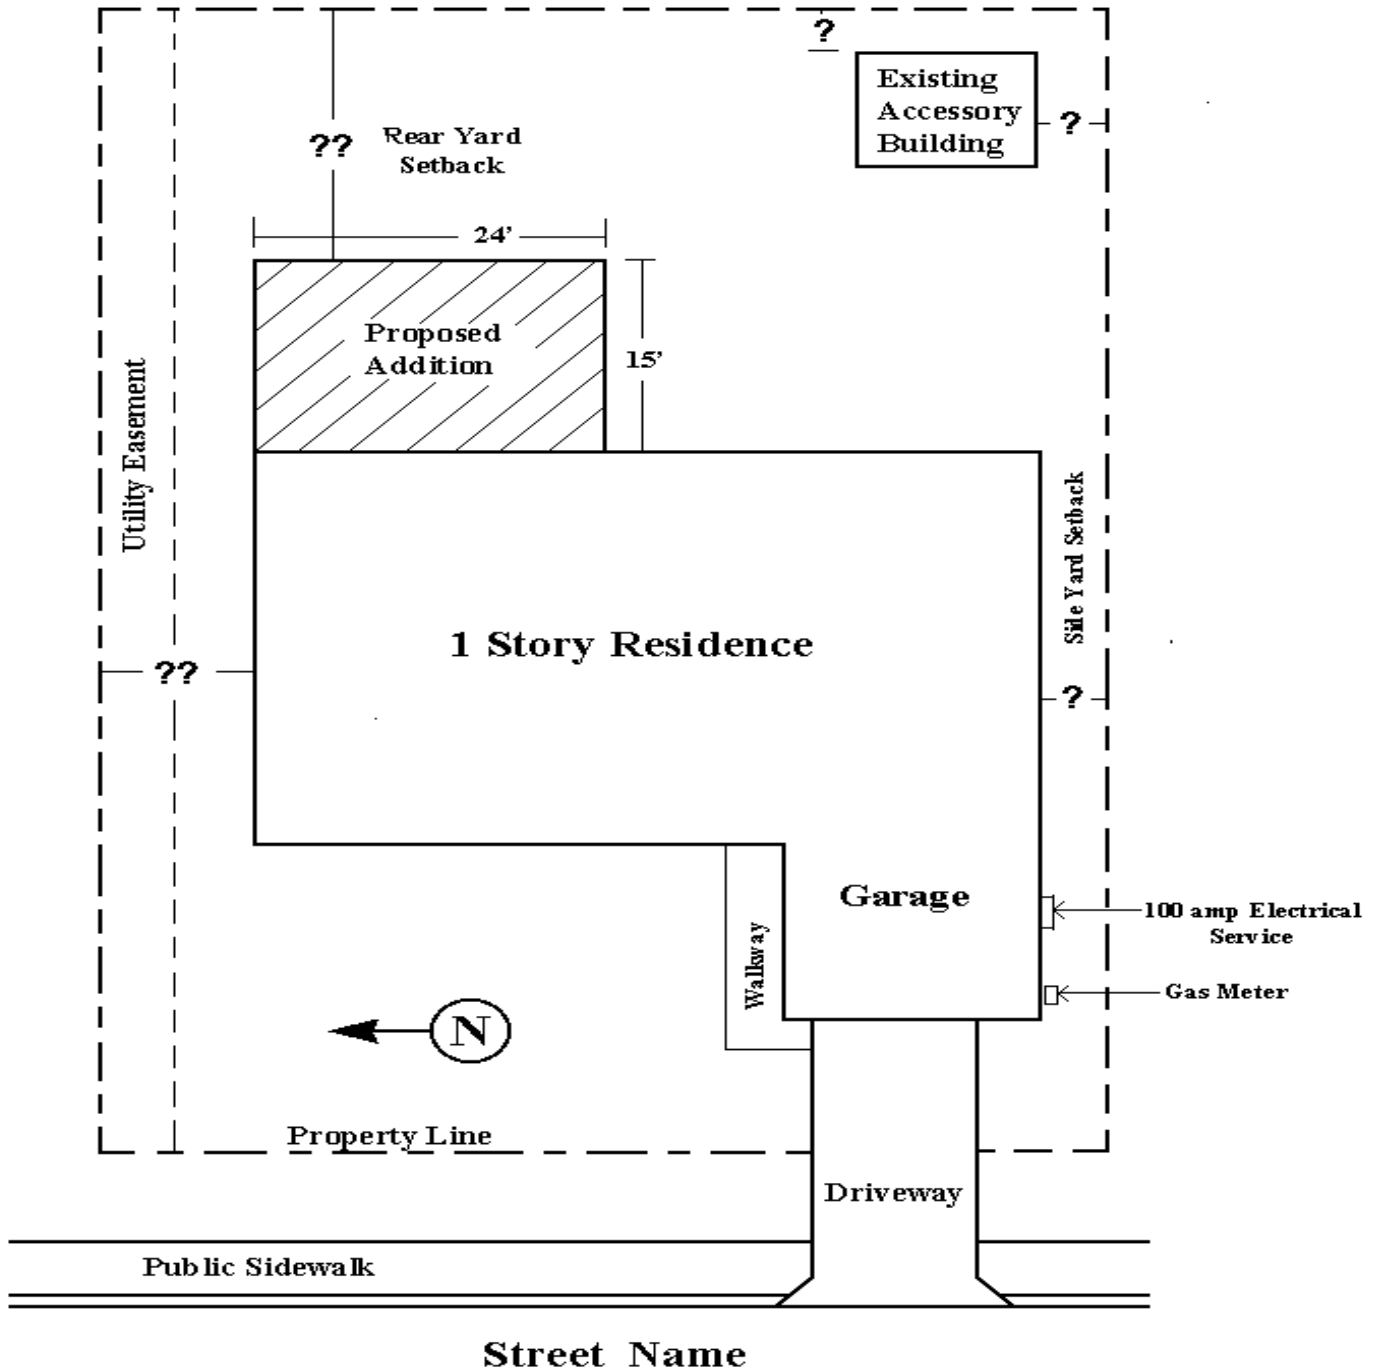 ?
Existing
Accessory
Building
?
??
Rear Yard
Setback
24'
Proposed
Addition
15'
Utility Easement
Side Yard Setback
1 Story Residence
??
?
Garage
100 amp Electrical
Service
Walkway
Gas Meter
N
Property Line
Driveway
Public Sidewalk
Street Name